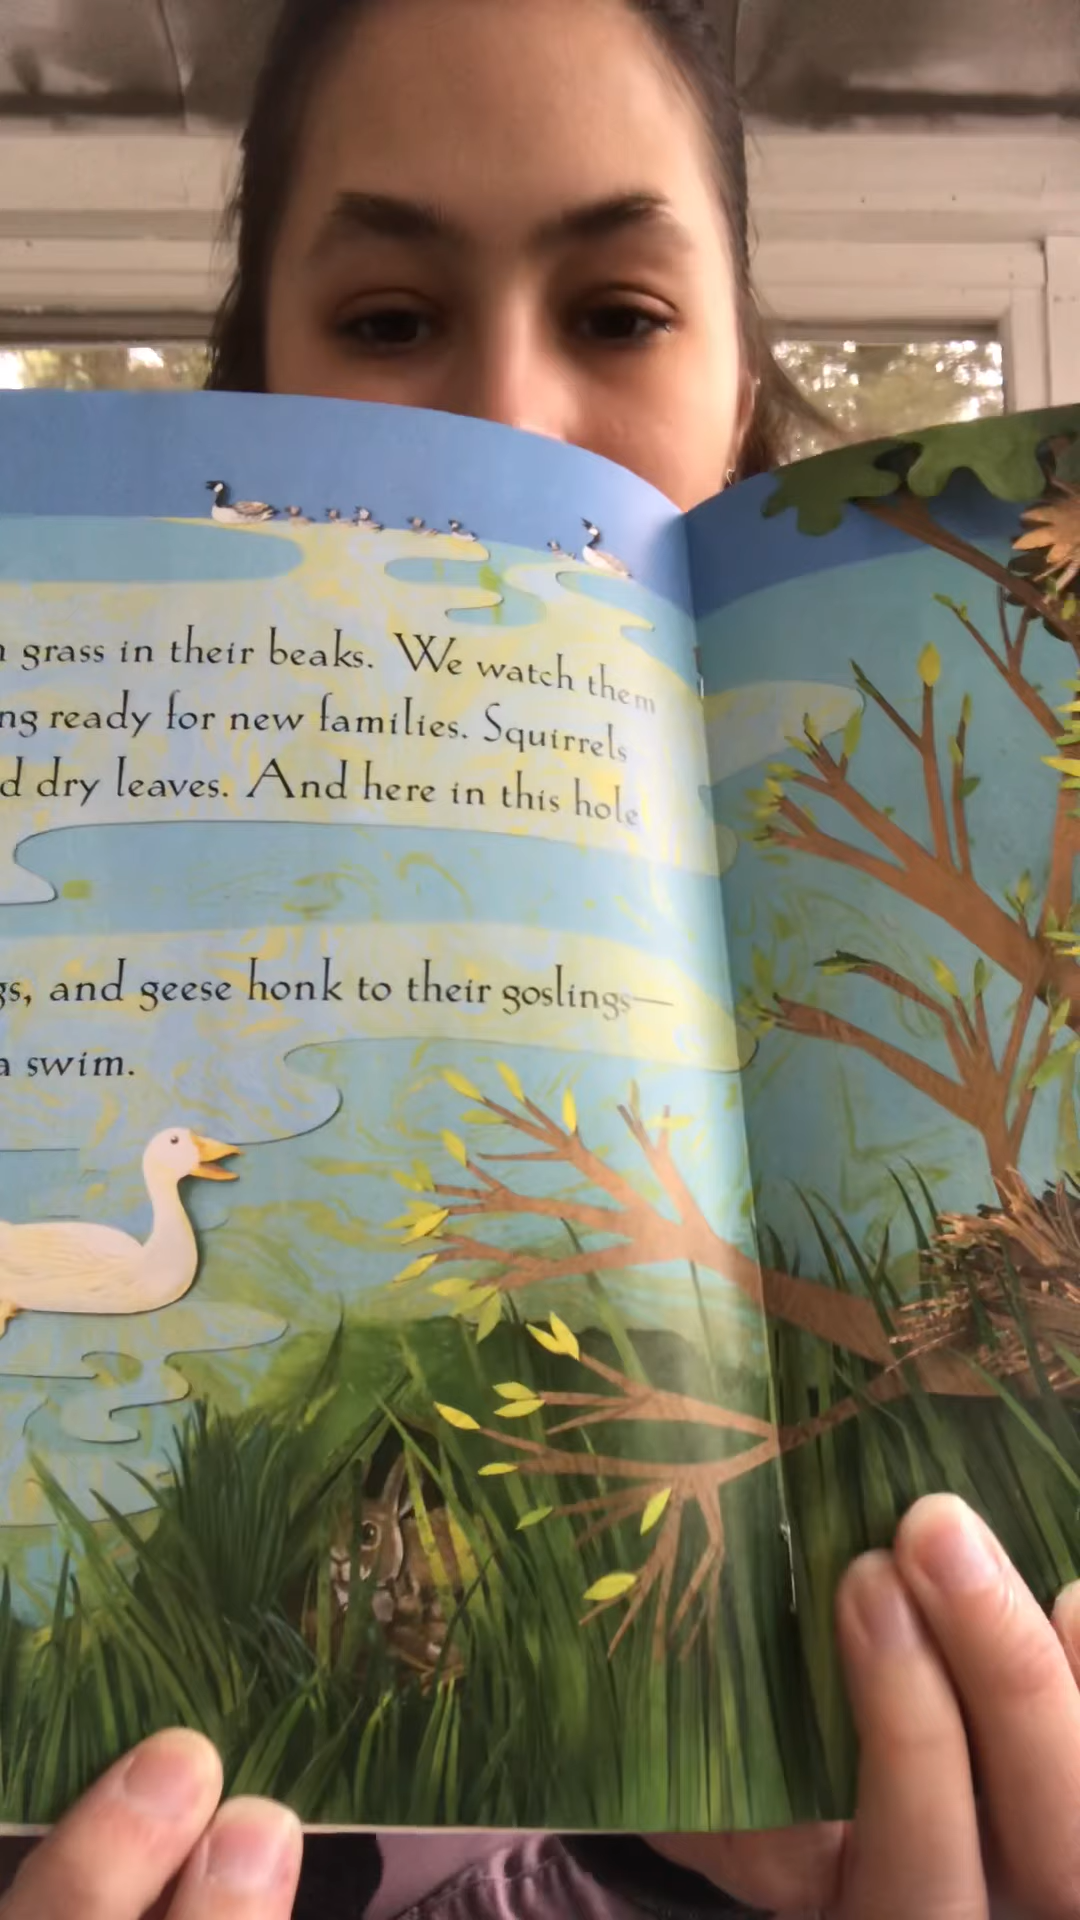 grass in their beaks. We watch them
ng ready for new families. Squirrels
d dry leaves. And here in this hole
gs, and geese honk to their goslings—
a swim.